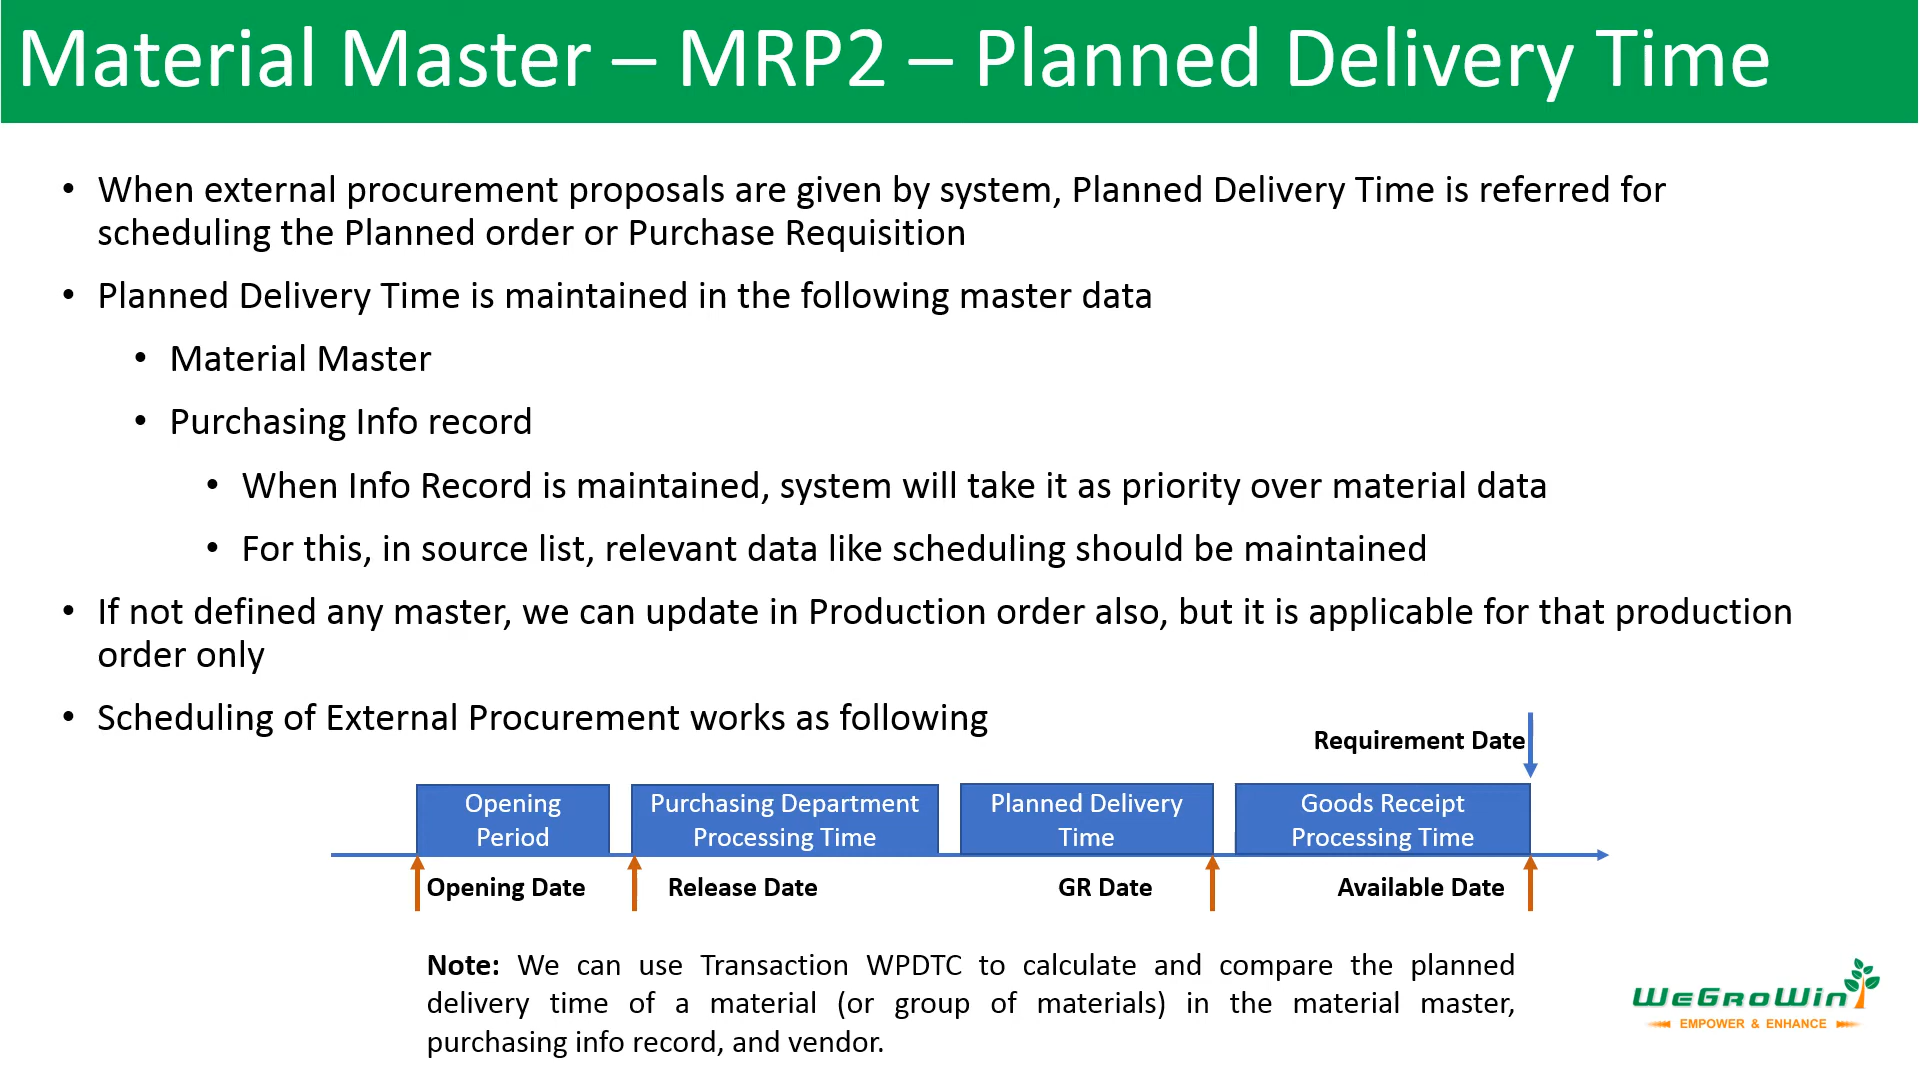 Material Master – MRP2 – Planned Delivery Time
• When external procurement proposals are given by system, Planned Delivery Time is referred for
scheduling the Planned order or Purchase Requisition
• Planned Delivery Time is maintained in the following master data
• Material Master
• Purchasing Info record
• When Info Record is maintained, system will take it as priority over material data
• For this, in source list, relevant data like scheduling should be maintained
• If not defined any master, we can update in Production order also, but it is applicable for that production
order only
• Scheduling of External Procurement works as following
Requirement Date
Opening
Period
Purchasing Department
Processing Time
Planned Delivery
Time
Goods Receipt
Processing Time
Opening Date
Release Date
GR Date
Available Date
Note: We can use Transaction WPDTC to calculate and compare the planned
delivery time of a material (or group of materials) in the material master,
purchasing info record, and vendor.
WeGroWin
EMPOWER & ENHANCE